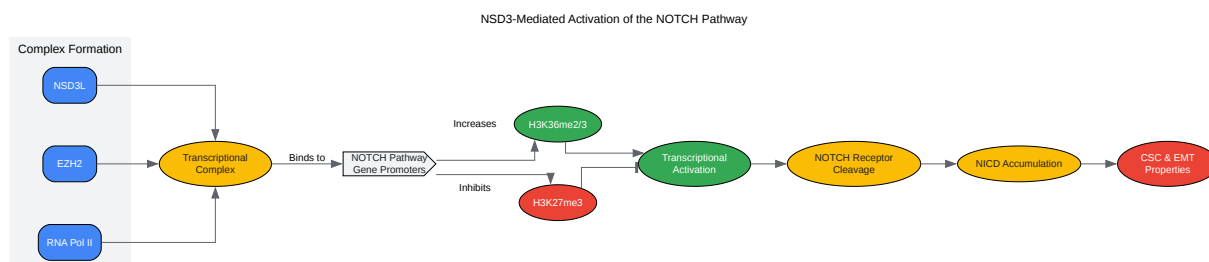 NSD3-Mediated Activation of the NOTCH Pathway
Complex Formation
NSD3L
EZH2
RNA Pol II
Transcriptional
Complex
Binds to
NOTCH Pathway
Gene Promoters
Increases
Inhibits
H3K36me2/3
H3K27me3
Transcriptional
Activation
NOTCH Receptor
Cleavage
NICD Accumulation
CSC & EMT
Properties